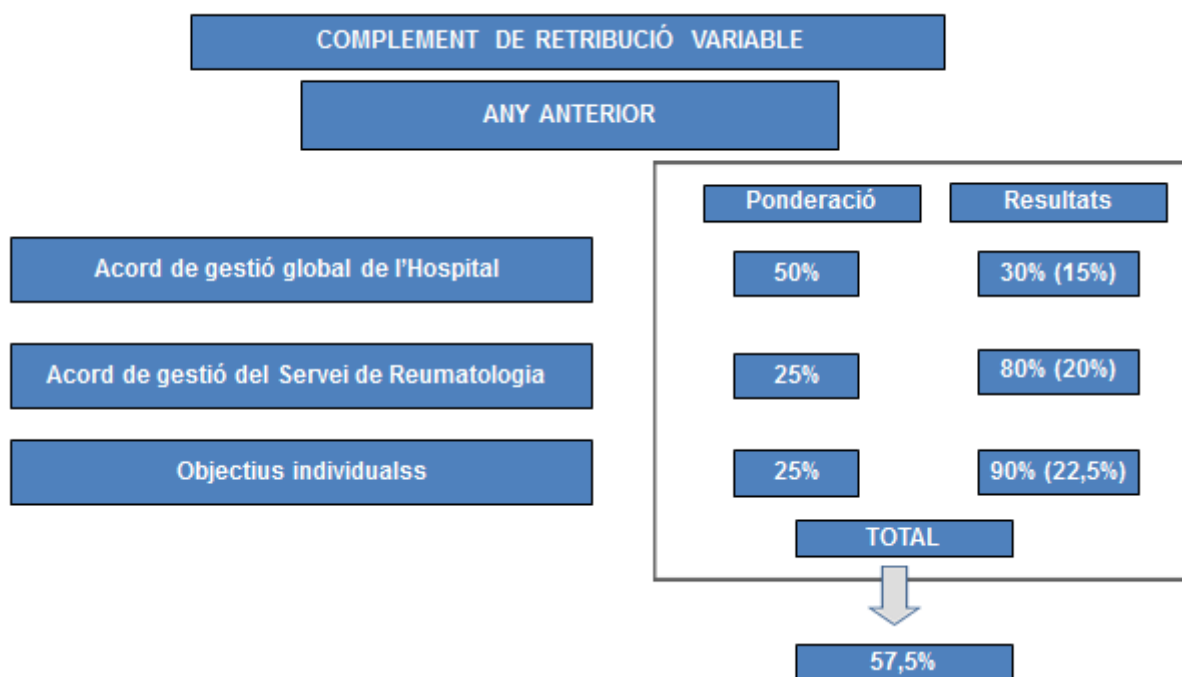 COMPLEMENT DE RETRIBUCIÓ VARIABLE
ANY ANTERIOR
Ponderació Resultats
Acord de gestió global de l'Hospital 50% 30% (15%)
Acord de gestió del Servei de Reumatologia 25% 80% (20%)
Objectius individualss 25% 90% (22,5%)
TOTAL
57,5%